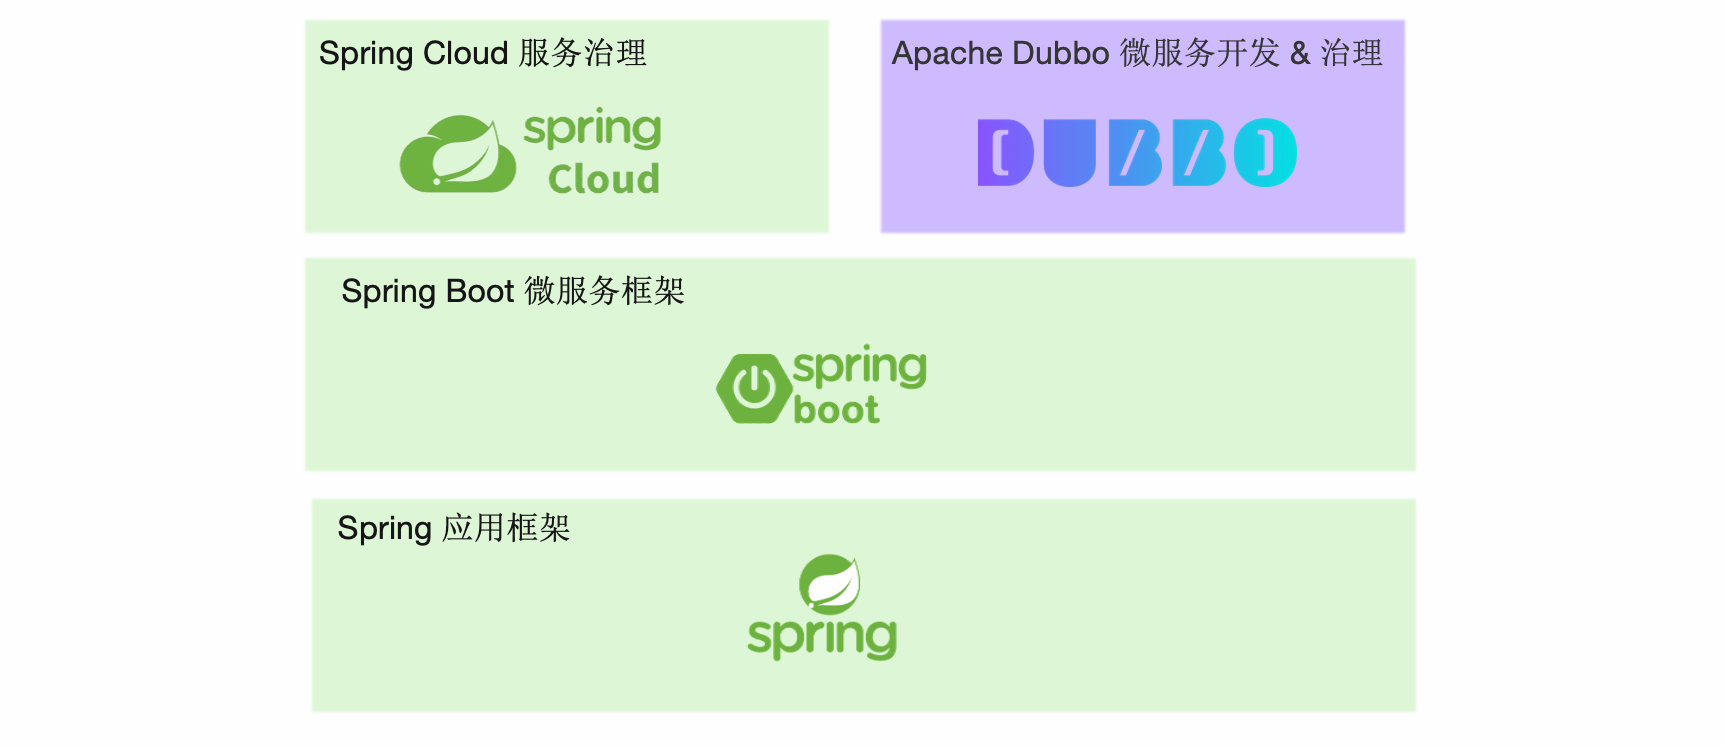 Spring Cloud 服务治理
spring
Cloud
Apache Dubbo 微服务开发 & 治理
DUBBO
Spring Boot 微服务框架
spring
boot
Spring 应用框架
spring